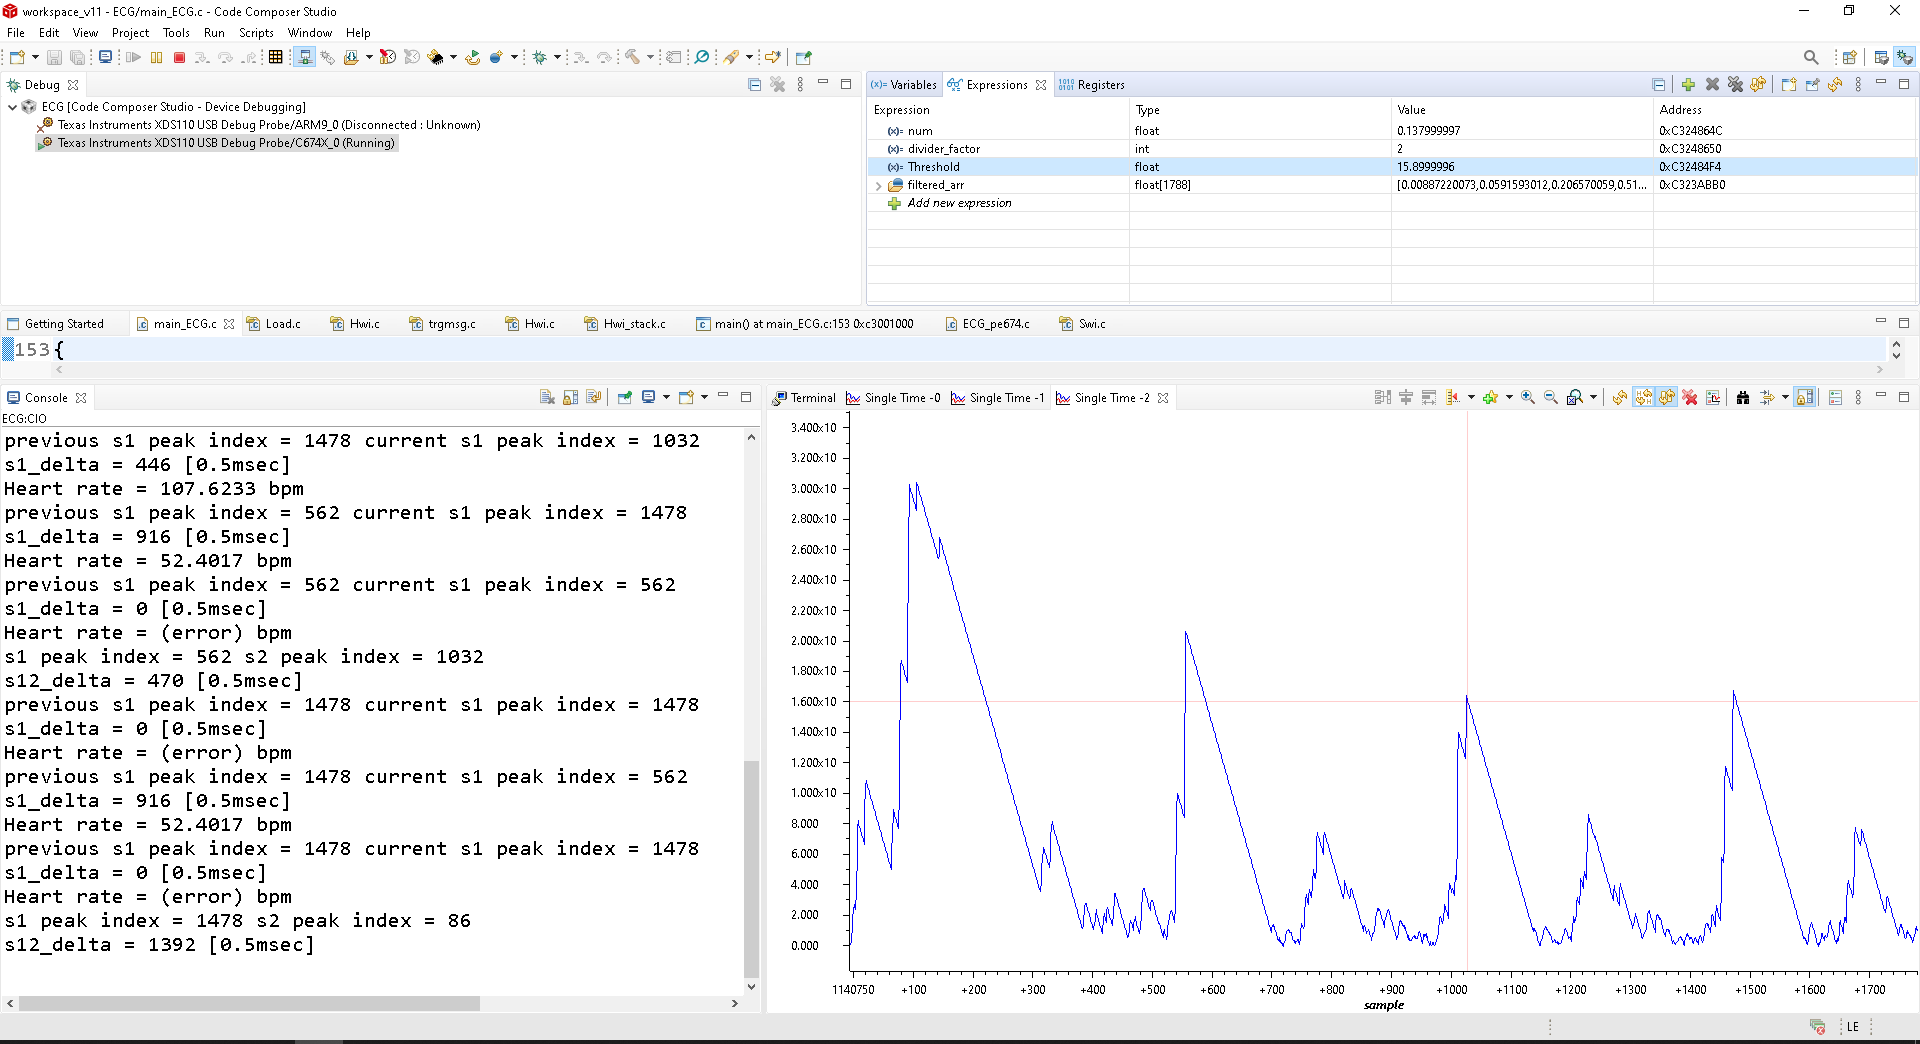 workspace_v11 - ECG/main_ECG.c - Code Composer Studio
File Edit View Project Tools Run Scripts Window Help
Debug
ECG [Code Composer Studio - Device Debugging]
Texas Instruments XDS110 USB Debug Probe/ARM9_0 (Disconnected : Unknown)
Texas Instruments XDS110 USB Debug Probe/C674X_0 (Running)
(x)= Variables Expressions 1010 0101 Registers
Expression Type Value Address
(x)= num float 0.137999997 0xC324864C
(x)= divider_factor int 2 0xC3248650
(x)= Threshold float 15.8999996 0xC32484F4
filtered_arr float[1788] [0.00887220073,0.0591593012,0.206570059,0.51... 0xC323ABB0
Add new expression
Getting Started main_ECG.c Load.c Hwi.c trgmsg.c Hwi.c Hwi_stack.c main() at main_ECG.c:153 0xc3001000 ECG_pe674.c Swi.c
153 {
Console
ECG:CIO
previous s1 peak index = 1478 current s1 peak index = 1032
s1_delta = 446 [0.5msec]
Heart rate = 107.6233 bpm
previous s1 peak index = 562 current s1 peak index = 1478
s1_delta = 916 [0.5msec]
Heart rate = 52.4017 bpm
previous s1 peak index = 562 current s1 peak index = 562
s1_delta = 0 [0.5msec]
Heart rate = (error) bpm
s1 peak index = 562 s2 peak index = 1032
s12_delta = 470 [0.5msec]
previous s1 peak index = 1478 current s1 peak index = 1478
s1_delta = 0 [0.5msec]
Heart rate = (error) bpm
previous s1 peak index = 1478 current s1 peak index = 562
s1_delta = 916 [0.5msec]
Heart rate = 52.4017 bpm
previous s1 peak index = 1478 current s1 peak index = 1478
s1_delta = 0 [0.5msec]
Heart rate = (error) bpm
s1 peak index = 1478 s2 peak index = 86
s12_delta = 1392 [0.5msec]
Terminal Single Time -0 Single Time -1 Single Time -2
3.400x10
3.200x10
3.000x10
2.800x10
2.600x10
2.400x10
2.200x10
2.000x10
1.800x10
1.600x10
1.400x10
1.200x10
1.000x10
8.000
6.000
4.000
2.000
0.000
1140750 +100 +200 +300 +400 +500 +600 +700 +800 +900 +1000 +1100 +1200 +1300 +1400 +1500 +1600 +1700
sample
LE